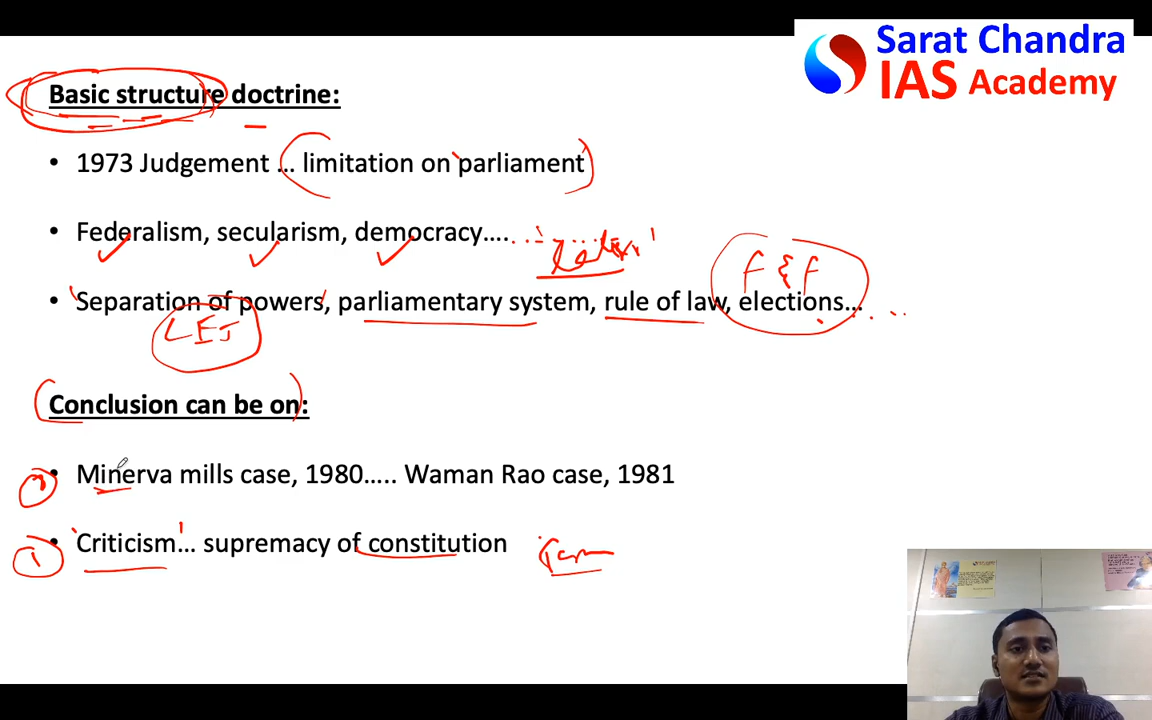 Sarat Chandra
IAS Academy
Basic structure doctrine:
• 1973 Judgement ... limitation on parliament
• Federalism, secularism, democracy....
F & F
• Separation of powers, parliamentary system, rule of law, elections...
LEJ
Conclusion can be on:
• Minerva mills case, 1980..... Waman Rao case, 1981
2
• Criticism... supremacy of constitution
1